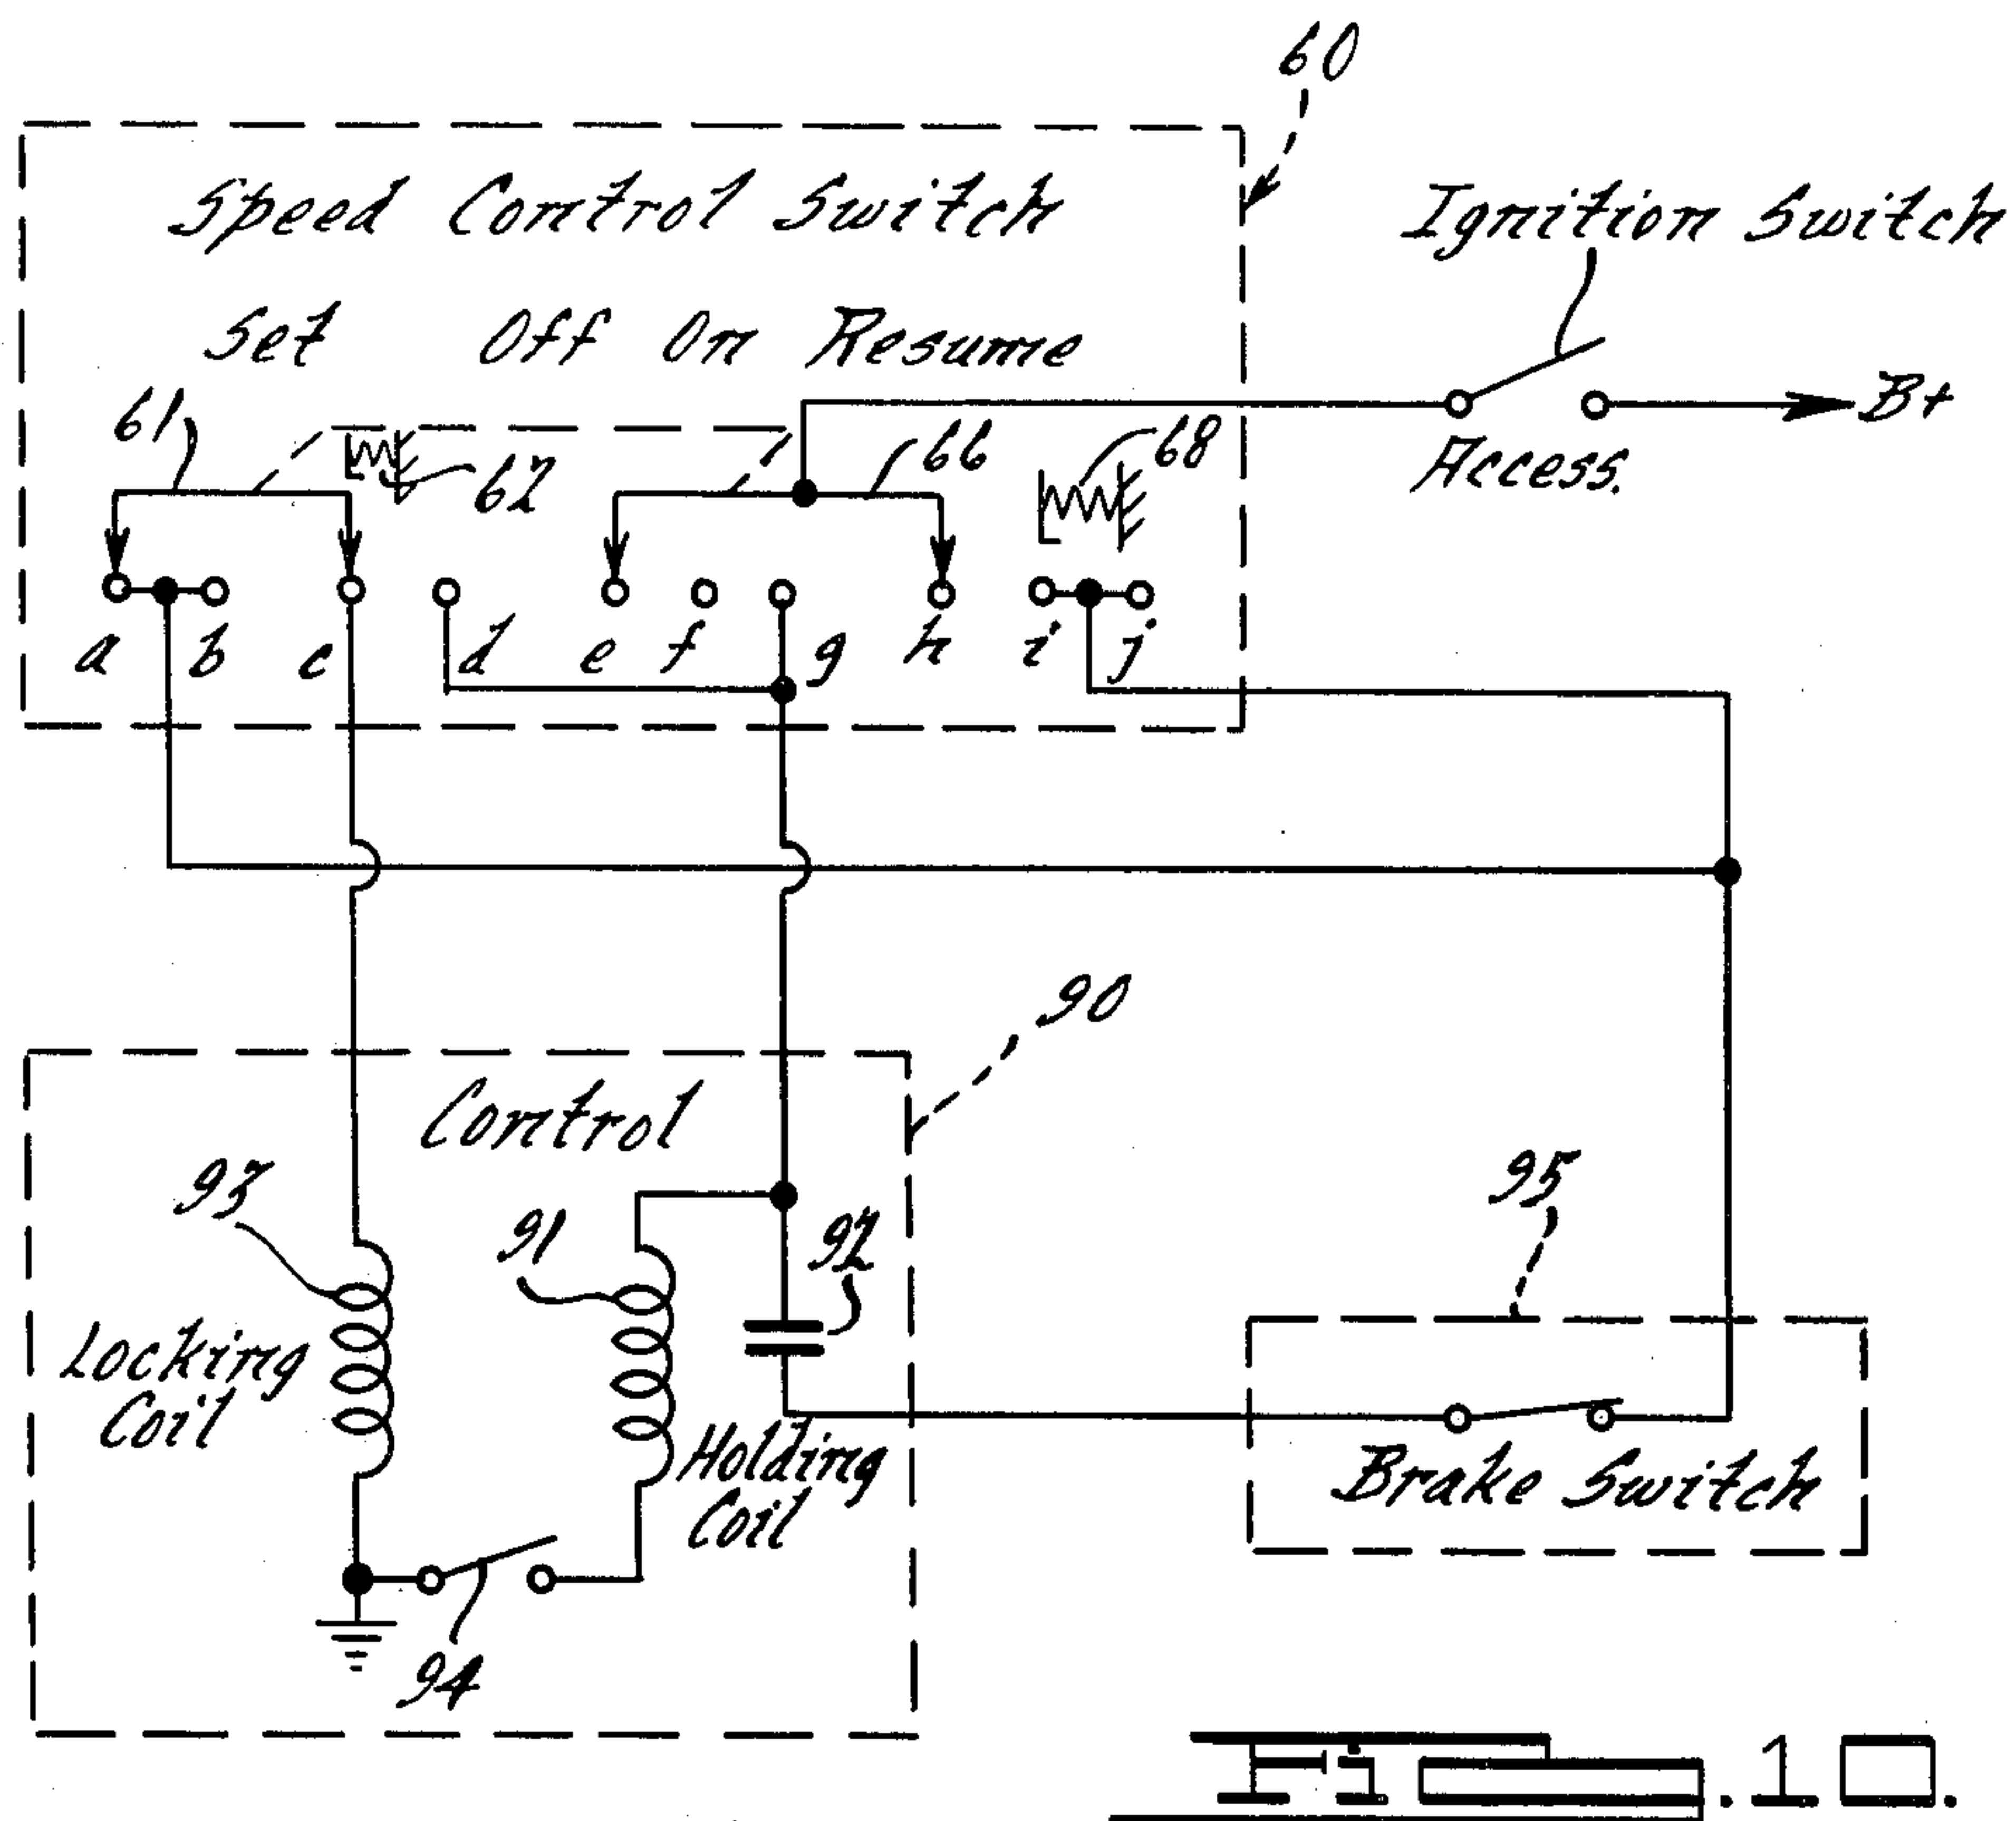 60
Speed Control Switch
Ignition Switch
Set Off On Resume
B+
61
62
66
68
Access.
a b c d e f g h i j
90
Control
93
91
92
95
Locking
Coil
Holding
Coil
Brake Switch
94
Fig. 10.